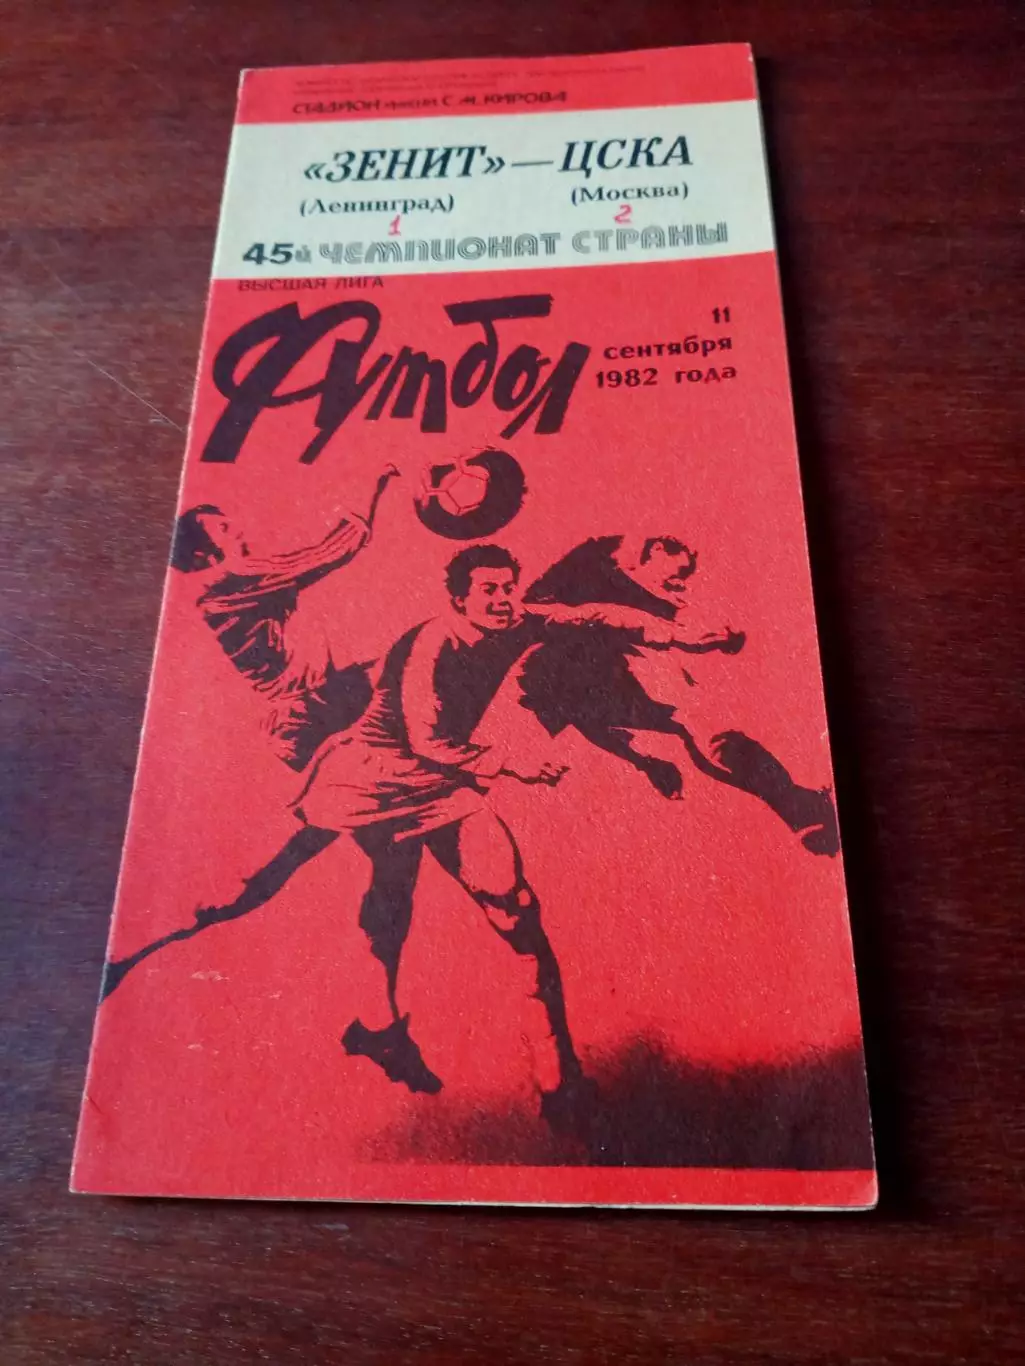 СТАДИОН имени С. М. КИРОВА
«ЗЕНИТ» — ЦСКА
(Ленинград) (Москва)
1 2
45й ЧЕМПИОНАТ СТРАНЫ
ВЫСШАЯ ЛИГА
Футбол
11
сентября
1982 года